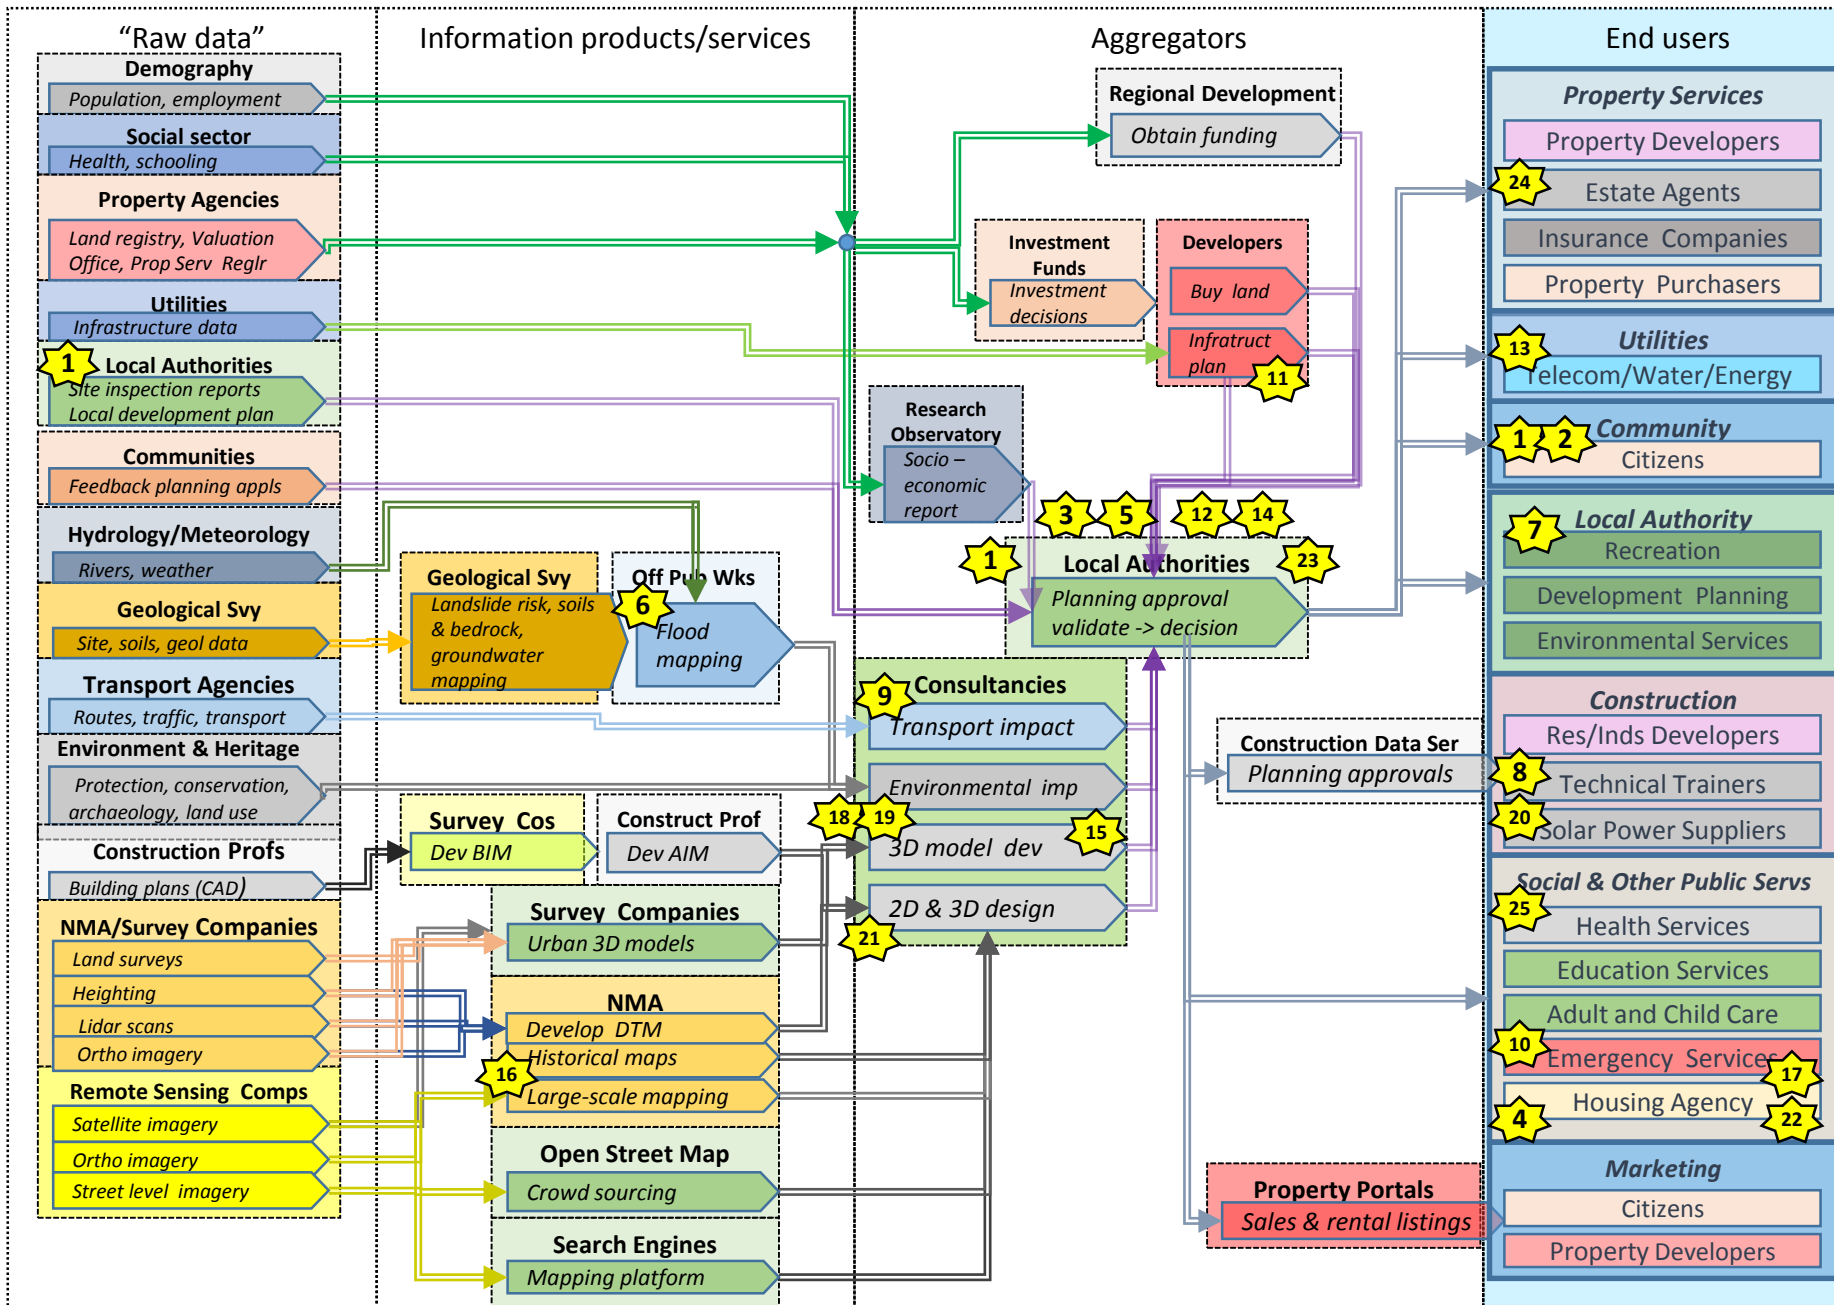 “Raw data”
Information products/services
Aggregators
End users
Demography
Population, employment
Social sector
Health, schooling
Property Agencies
Land registry, Valuation
Office, Prop Serv Reglr
Utilities
Infrastructure data
1
Local Authorities
Site inspection reports
Local development plan
Communities
Feedback planning appls
Hydrology/Meteorology
Rivers, weather
Geological Svy
Site, soils, geol data
Transport Agencies
Routes, traffic, transport
Environment & Heritage
Protection, conservation,
archaeology, land use
Construction Profs
Building plans (CAD)
NMA/Survey Companies
Land surveys
Heighting
Lidar scans
Ortho imagery
Remote Sensing Comps
Satellite imagery
Ortho imagery
Street level imagery
Geological Svy
Landslide risk, soils
& bedrock,
groundwater
mapping
Off Pub Wks
6
Flood
mapping
Survey Cos
Dev BIM
Construct Prof
Dev AIM
Survey Companies
Urban 3D models
NMA
Develop DTM
Historical maps
16
Large-scale mapping
Open Street Map
Crowd sourcing
Search Engines
Mapping platform
Regional Development
Obtain funding
Investment
Funds
Investment
decisions
Developers
Buy land
Infratruct
plan
11
Research
Observatory
Socio –
economic
report
3
5
12
14
1
Local Authorities
23
Planning approval
validate -> decision
Consultancies
9
Transport impact
Environmental imp
18
19
15
3D model dev
2D & 3D design
21
Construction Data Ser
Planning approvals
Property Portals
Sales & rental listings
Property Services
Property Developers
24
Estate Agents
Insurance Companies
Property Purchasers
Utilities
13
Telecom/Water/Energy
1
2
Community
Citizens
7
Local Authority
Recreation
Development Planning
Environmental Services
Construction
Res/Inds Developers
8
Technical Trainers
20
Solar Power Suppliers
Social & Other Public Servs
25
Health Services
Education Services
Adult and Child Care
10
Emergency Services
17
Housing Agency
4
22
Marketing
Citizens
Property Developers